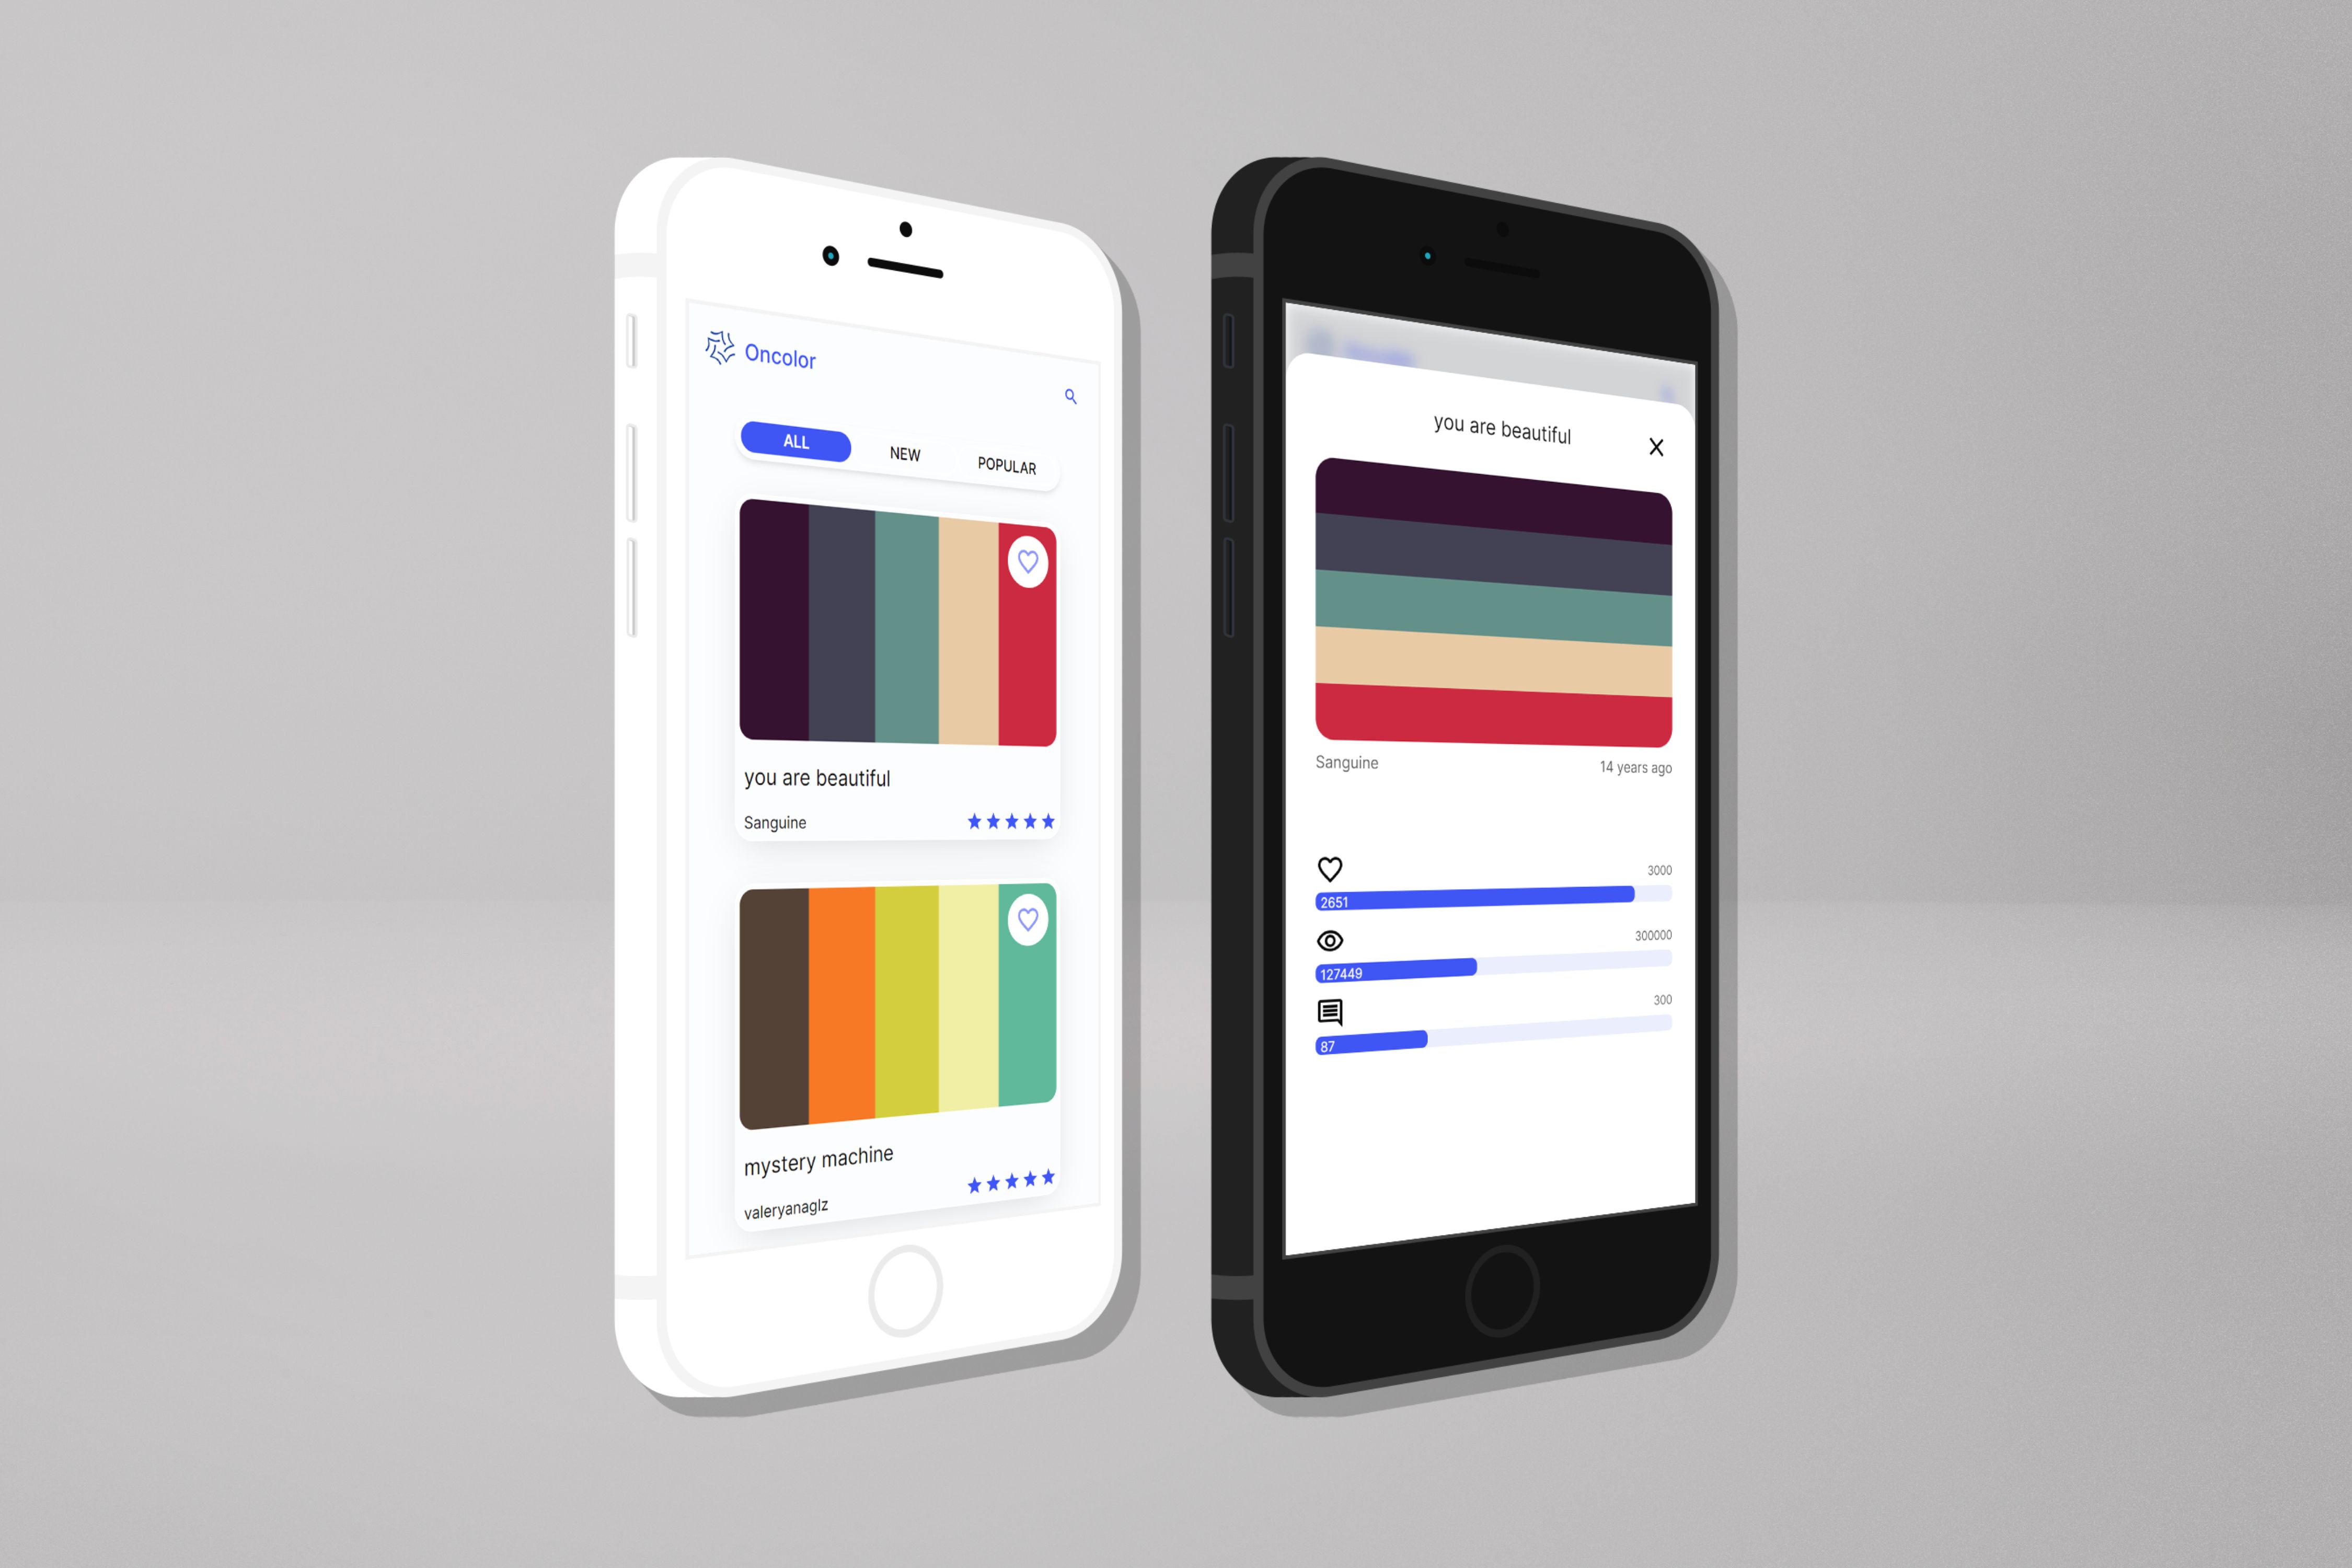 Oncolor
ALL NEW POPULAR
you are beautiful
Sanguine
mystery machine
valeryanaglz
you are beautiful
Sanguine 14 years ago
3000
2651
300000
127449
300
87